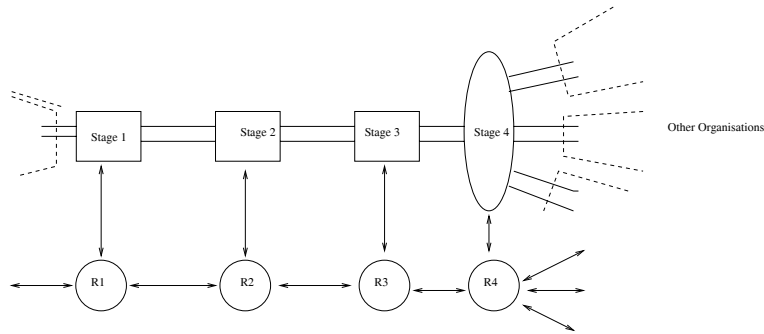 Stage 1
Stage 2
Stage 3
Stage 4
Other Organisations
R1
R2
R3
R4